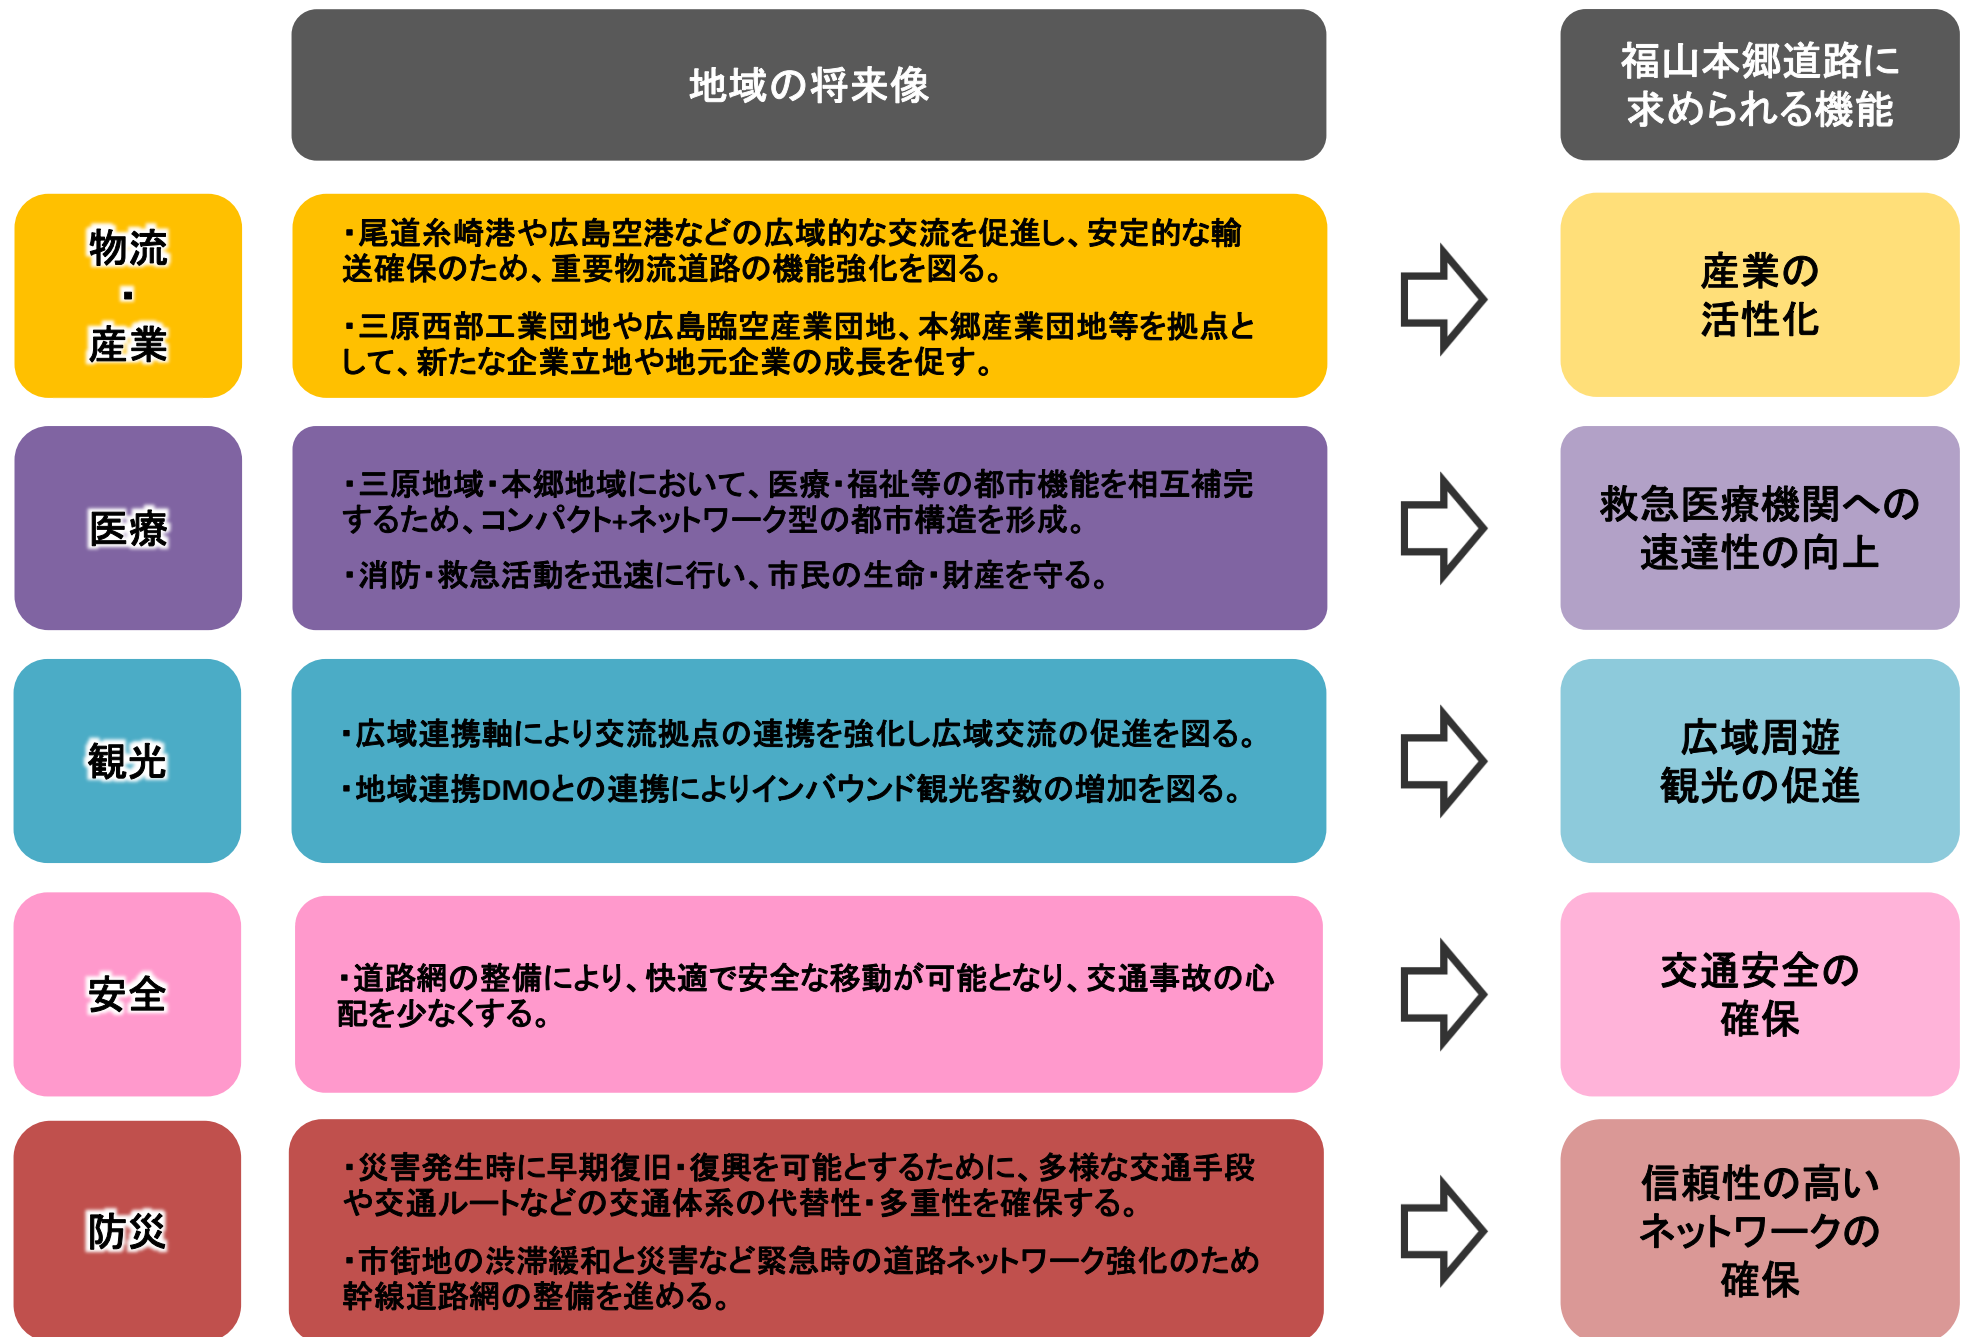 地域の将来像
福山本郷道路に
求められる機能
物流
・
産業
・尾道糸崎港や広島空港などの広域的な交流を促進し、安定的な輸
送確保のため、重要物流道路の機能強化を図る。
・三原西部工業団地や広島臨空産業団地、本郷産業団地等を拠点と
して、新たな企業立地や地元企業の成長を促す。
産業の
活性化
医療
・三原地域・本郷地域において、医療・福祉等の都市機能を相互補完
するため、コンパクト+ネットワーク型の都市構造を形成。
・消防・救急活動を迅速に行い、市民の生命・財産を守る。
救急医療機関への
速達性の向上
観光
・広域連携軸により交流拠点の連携を強化し広域交流の促進を図る。
・地域連携DMOとの連携によりインバウンド観光客数の増加を図る。
広域周遊
観光の促進
安全
・道路網の整備により、快適で安全な移動が可能となり、交通事故の心
配を少なくする。
交通安全の
確保
防災
・災害発生時に早期復旧・復興を可能とするために、多様な交通手段
や交通ルートなどの交通体系の代替性・多重性を確保する。
・市街地の渋滞緩和と災害など緊急時の道路ネットワーク強化のため
幹線道路網の整備を進める。
信頼性の高い
ネットワークの
確保